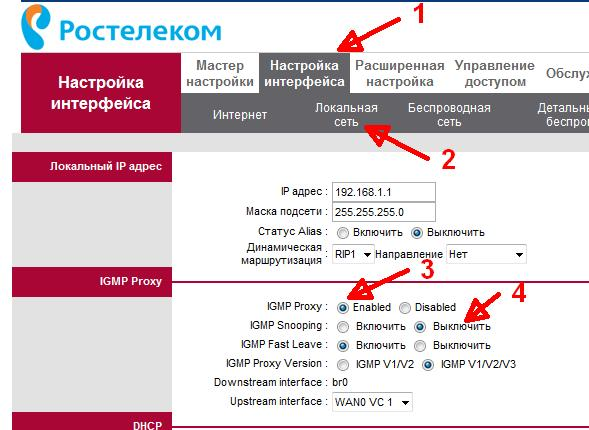 Ростелеком
1
Настройка интерфейса
Мастер настройки
Настройка интерфейса
Расширенная настройка
Управление доступом
Интернет
Локальная сеть
Беспроводная сеть
2
Локальный IP адрес
IP адрес : 192.168.1.1
Маска подсети : 255.255.255.0
Статус Alias : Включить Выключить
Динамическая маршрутизация : RIP1 Направление Нет
IGMP Proxy
3
4
IGMP Proxy : Enabled Disabled
IGMP Snooping : Включить Выключить
IGMP Fast Leave : Включить Выключить
IGMP Proxy Version : IGMP V1/V2 IGMP V1/V2/V3
Downstream interface : br0
Upstream interface : WAN0 VC 1
DHCP